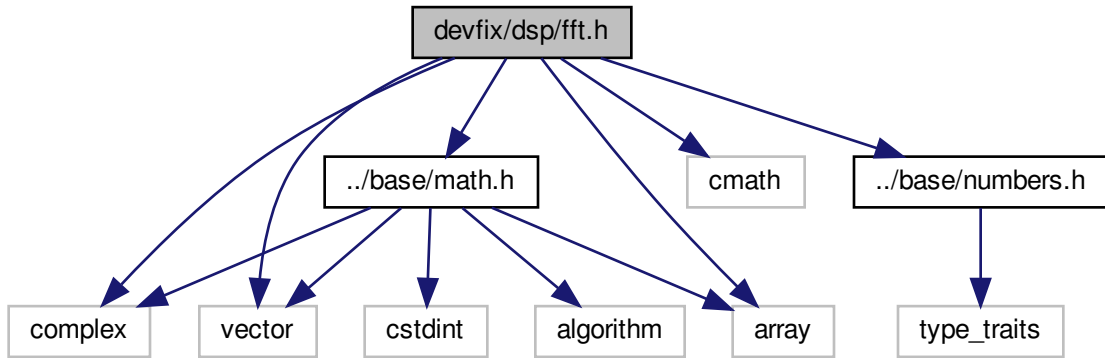 devfix/dsp/fft.h
../base/math.h
cmath
../base/numbers.h
complex
vector
cstdint
algorithm
array
type_traits